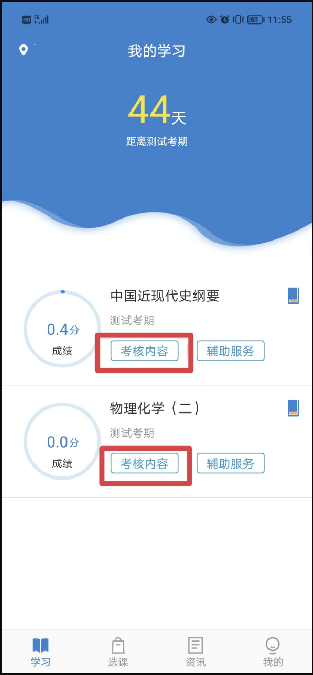 11:55
我的学习
44天
距离测试考期
中国近现代史纲要
测试考期
0.4分
成绩
考核内容
辅助服务
物理化学（二）
测试考期
0.0分
成绩
考核内容
辅助服务
学习
选课
资讯
我的